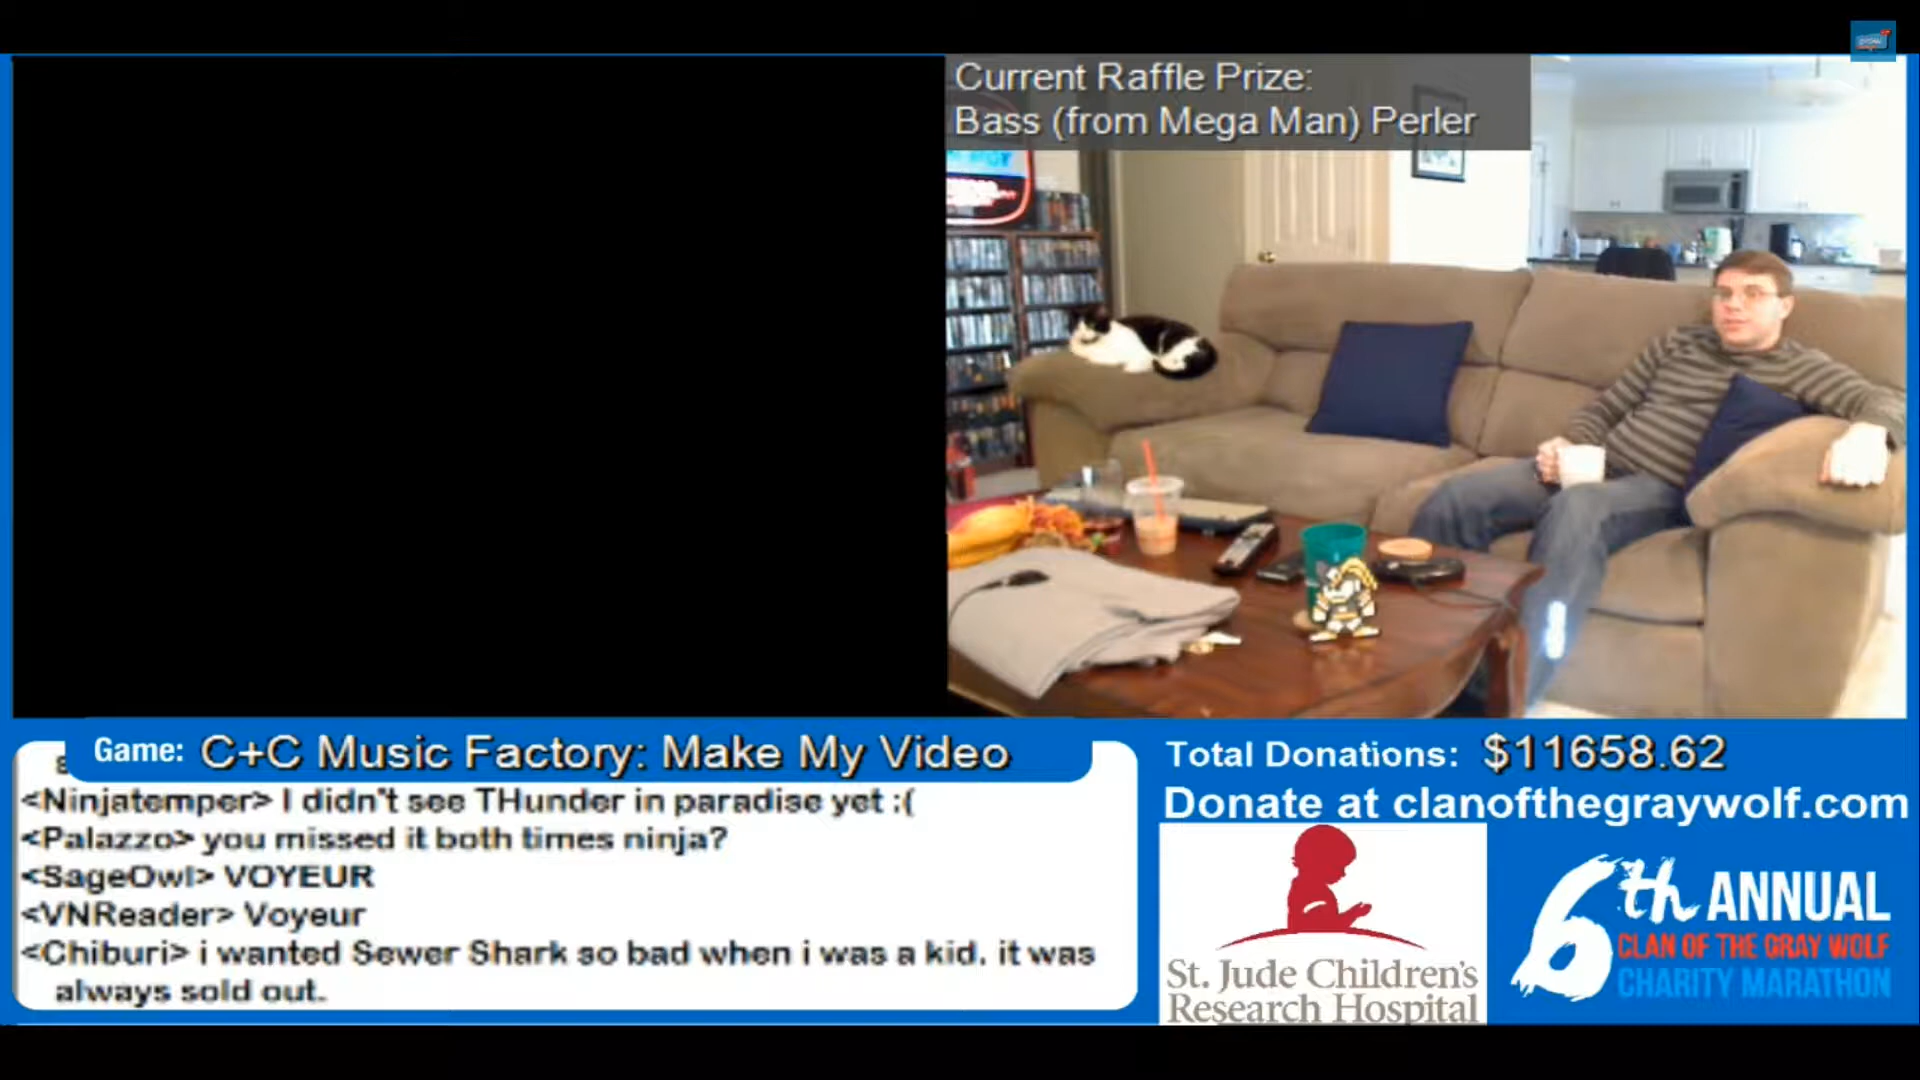 Current Raffle Prize:
Bass (from Mega Man) Perler
Game: C+C Music Factory: Make My Video
<Ninjatemper> I didn't see THunder in paradise yet :(
<Palazzo> you missed it both times ninja?
<SageOwl> VOYEUR
<VNReader> Voyeur
<Chiburi> i wanted Sewer Shark so bad when i was a kid. it was
always sold out.
Total Donations: $11658.62
Donate at clanofthegraywolf.com
St. Jude Children's
Research Hospital
6th ANNUAL
CLAN OF THE GRAY WOLF
CHARITY MARATHON